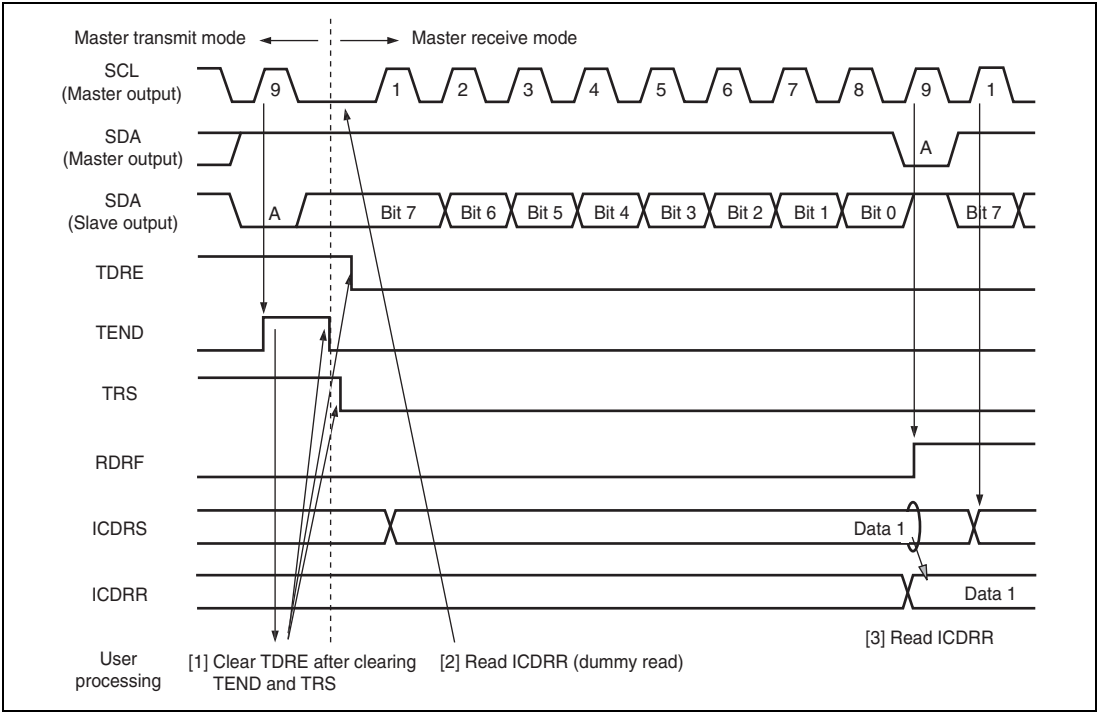 Master transmit mode
Master receive mode
SCL
(Master output)
9 1 2 3 4 5 6 7 8 9 1
SDA
(Master output)
A
SDA
(Slave output)
A Bit 7 Bit 6 Bit 5 Bit 4 Bit 3 Bit 2 Bit 1 Bit 0 Bit 7
TDRE
TEND
TRS
RDRF
ICDRS
Data 1
ICDRR
Data 1
User
processing
[1] Clear TDRE after clearing
TEND and TRS
[2] Read ICDRR (dummy read)
[3] Read ICDRR